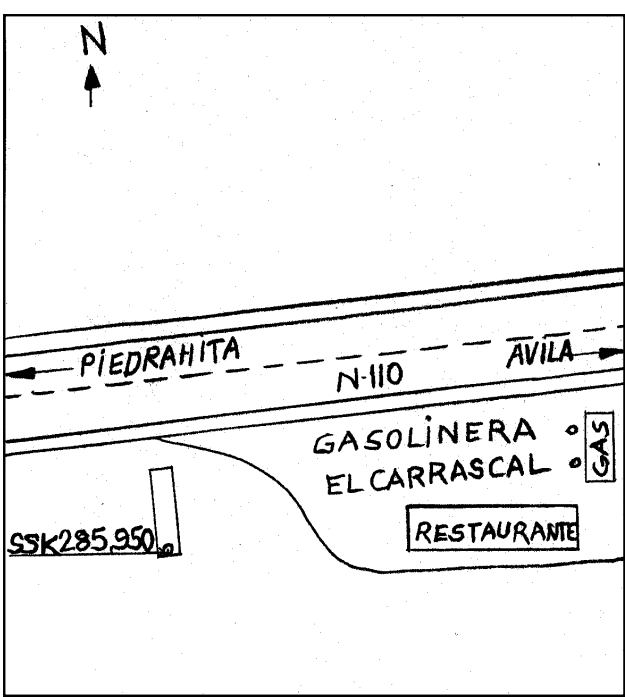 N
PIEDRAHITA
AVILA
N-110
GASOLINERA
EL CARRASCAL
GAS
RESTAURANTE
SSK285,950